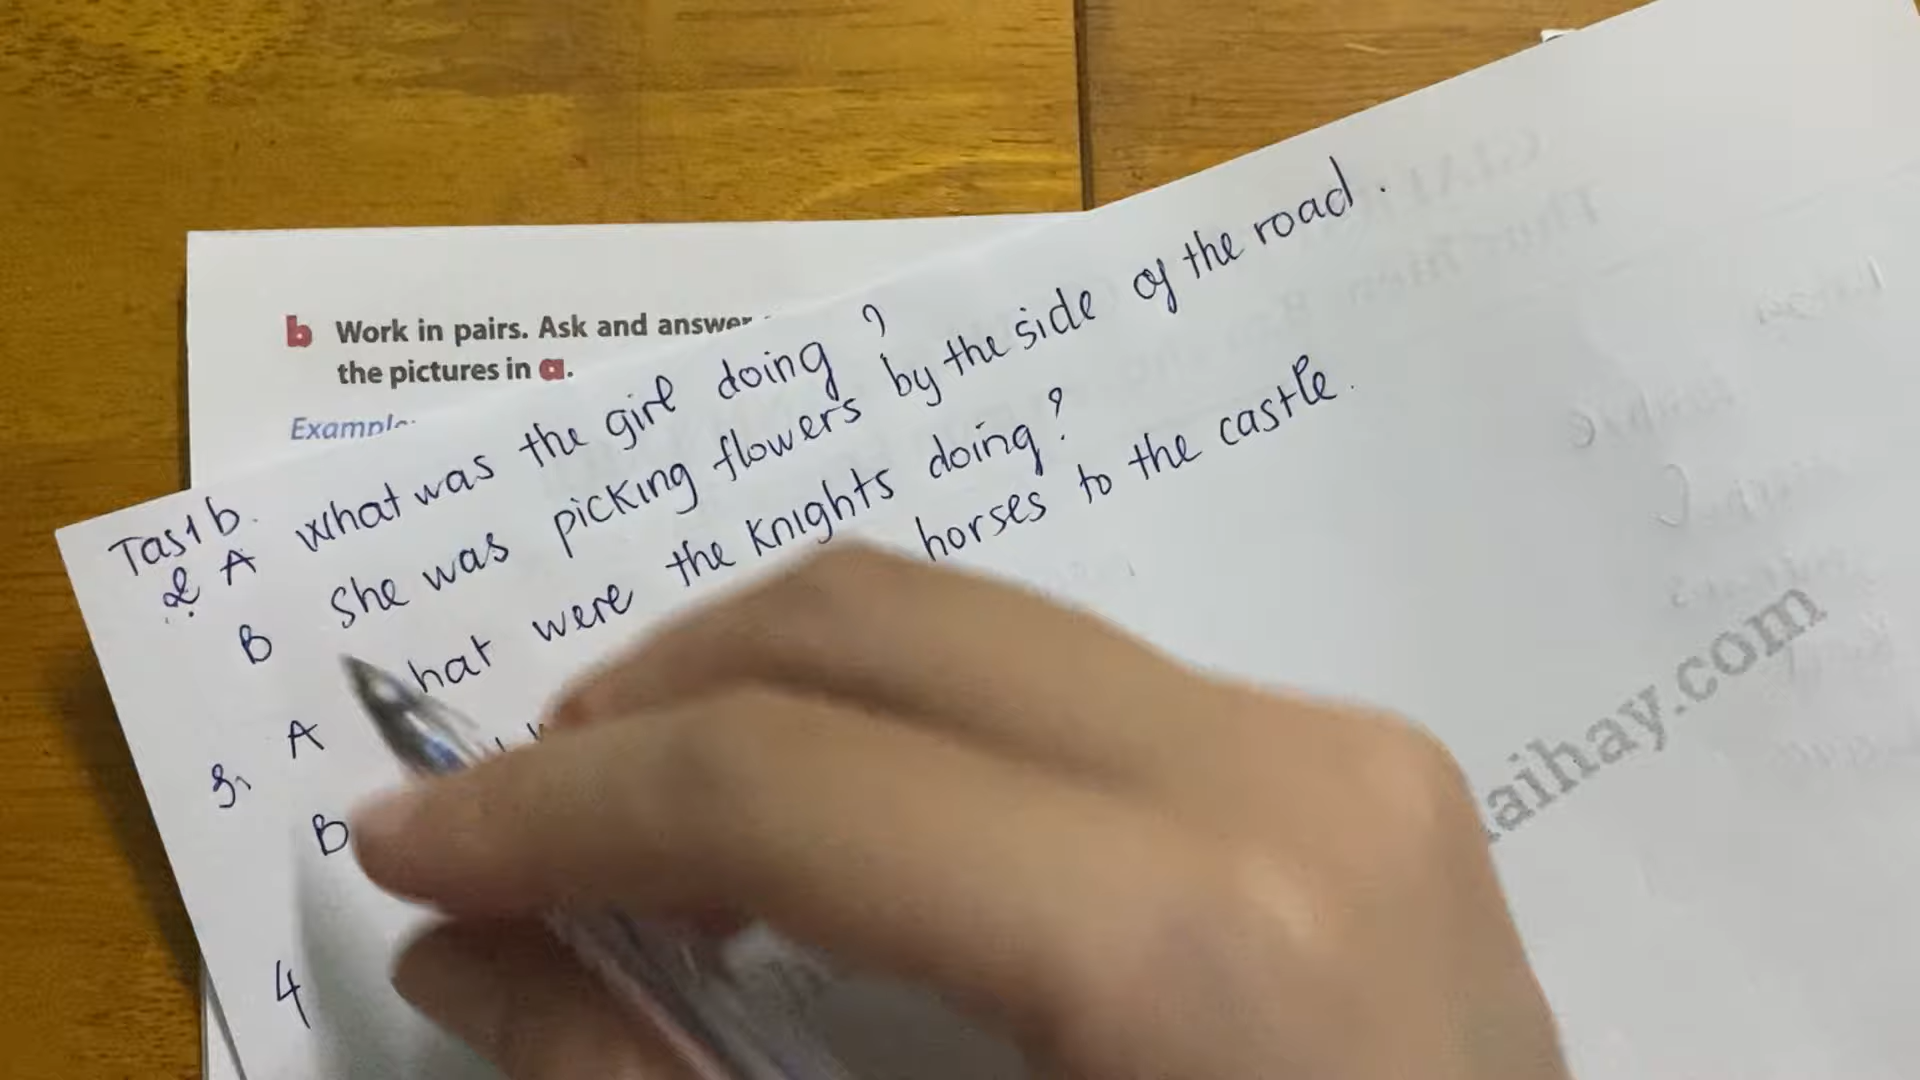 b Work in pairs. Ask and answer
the pictures in a.
Example:
Task b.
2. A What was the girl doing?
B She was picking flowers by the side of the road.
3, A hat were the knights doing?
B horses to the castle.
4
aihay.com